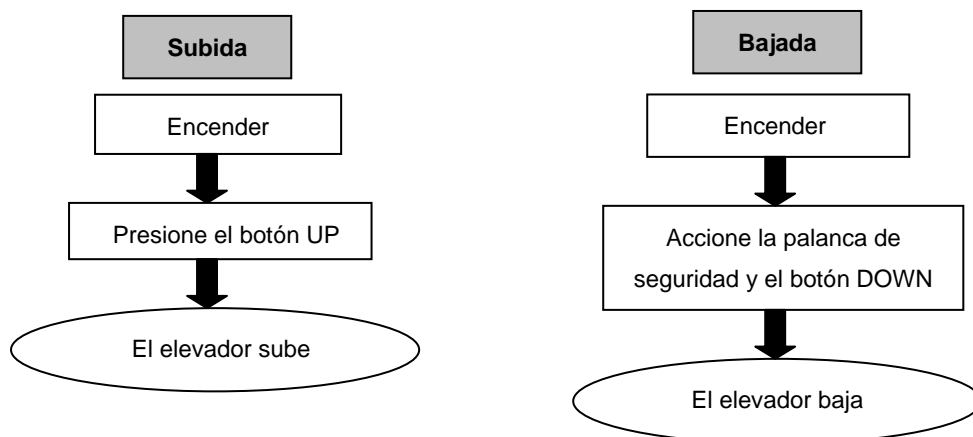 Subida
Encender
Presione el botón UP
El elevador sube
Bajada
Encender
Accione la palanca de
seguridad y el botón DOWN
El elevador baja